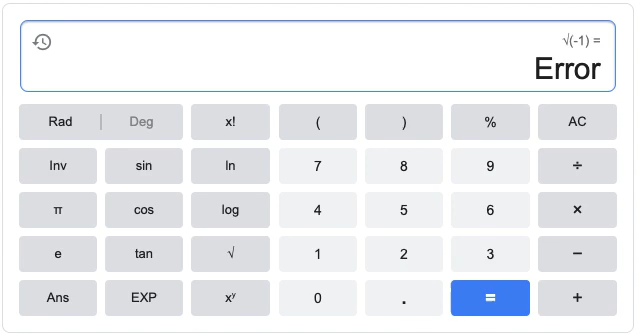 √(-1) =
Error
Rad | Deg x! ( ) % AC
Inv sin ln 7 8 9 ÷
π cos log 4 5 6 ×
e tan √ 1 2 3 −
Ans EXP xʸ 0 . = +